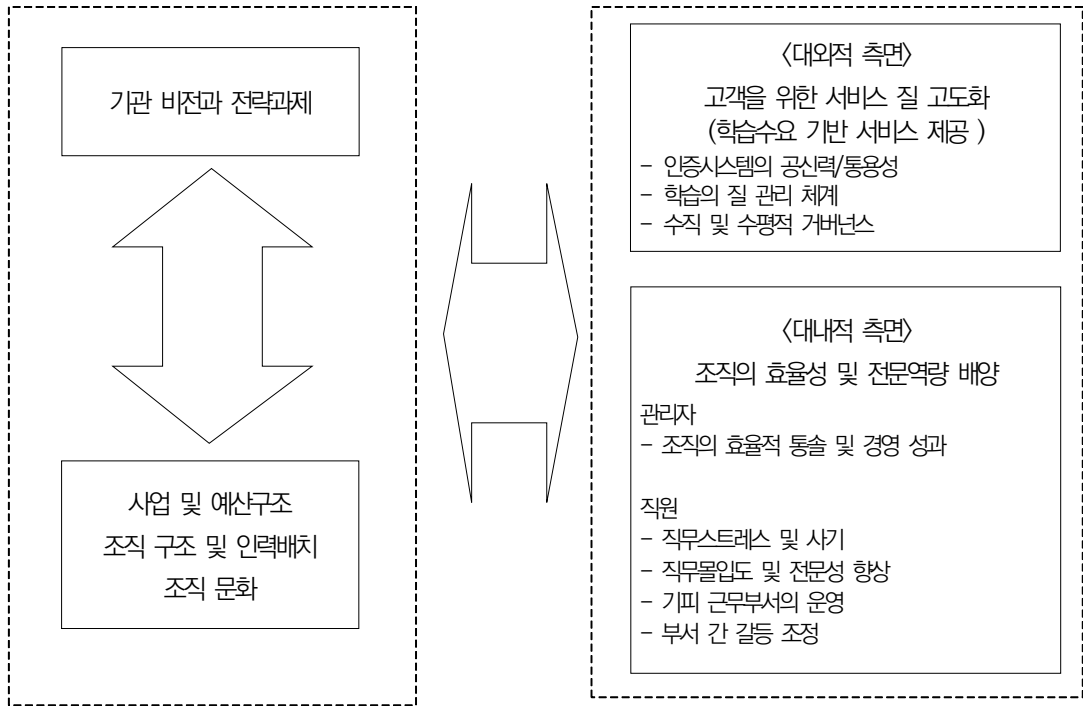 기관 비전과 전략과제
사업 및 예산구조
조직 구조 및 인력배치
조직 문화
〈대외적 측면〉
고객을 위한 서비스 질 고도화
(학습수요 기반 서비스 제공 )
- 인증시스템의 공신력/통용성
- 학습의 질 관리 체계
- 수직 및 수평적 거버넌스
〈대내적 측면〉
조직의 효율성 및 전문역량 배양
관리자
- 조직의 효율적 통솔 및 경영 성과
직원
- 직무스트레스 및 사기
- 직무몰입도 및 전문성 향상
- 기피 근무부서의 운영
- 부서 간 갈등 조정